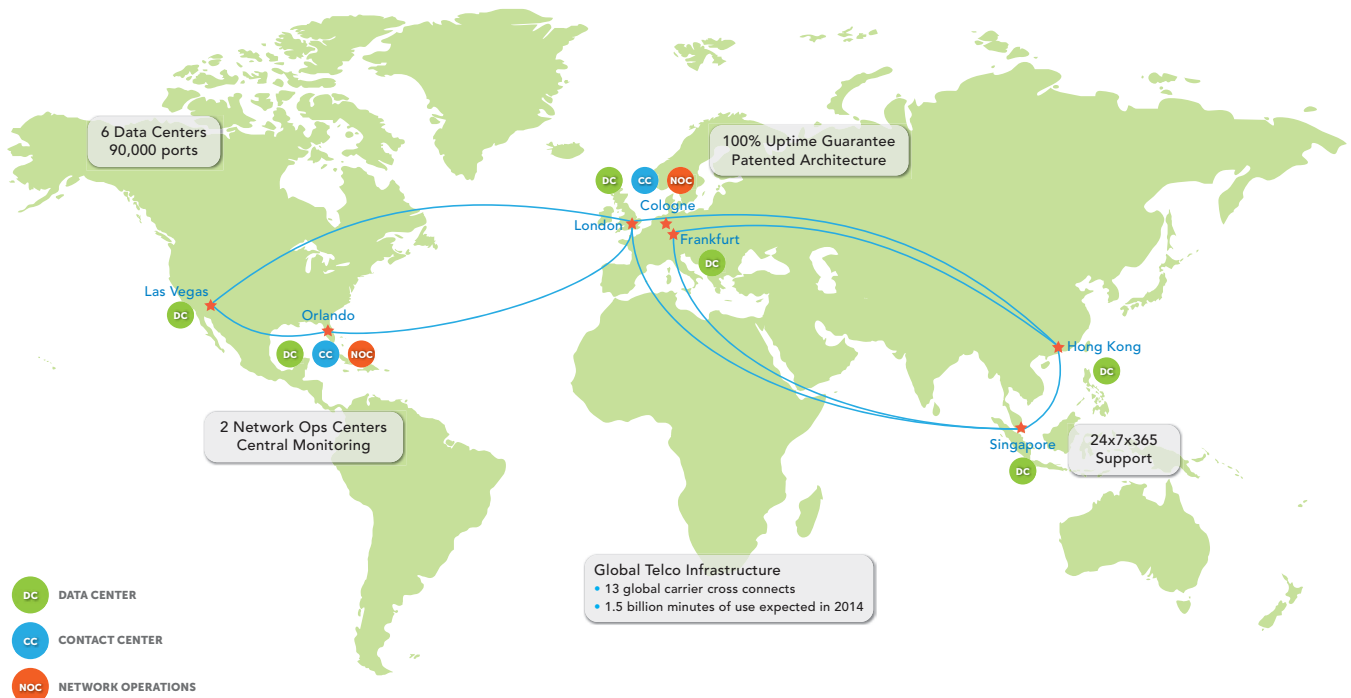 6 Data Centers
90,000 ports
100% Uptime Guarantee
Patented Architecture
DC
CC
NOC
Cologne
London
Frankfurt
DC
Las Vegas
DC
Orlando
DC
CC
NOC
Hong Kong
DC
2 Network Ops Centers
Central Monitoring
Singapore
DC
24x7x365
Support
Global Telco Infrastructure
• 13 global carrier cross connects
• 1.5 billion minutes of use expected in 2014
DC DATA CENTER
CC CONTACT CENTER
NOC NETWORK OPERATIONS